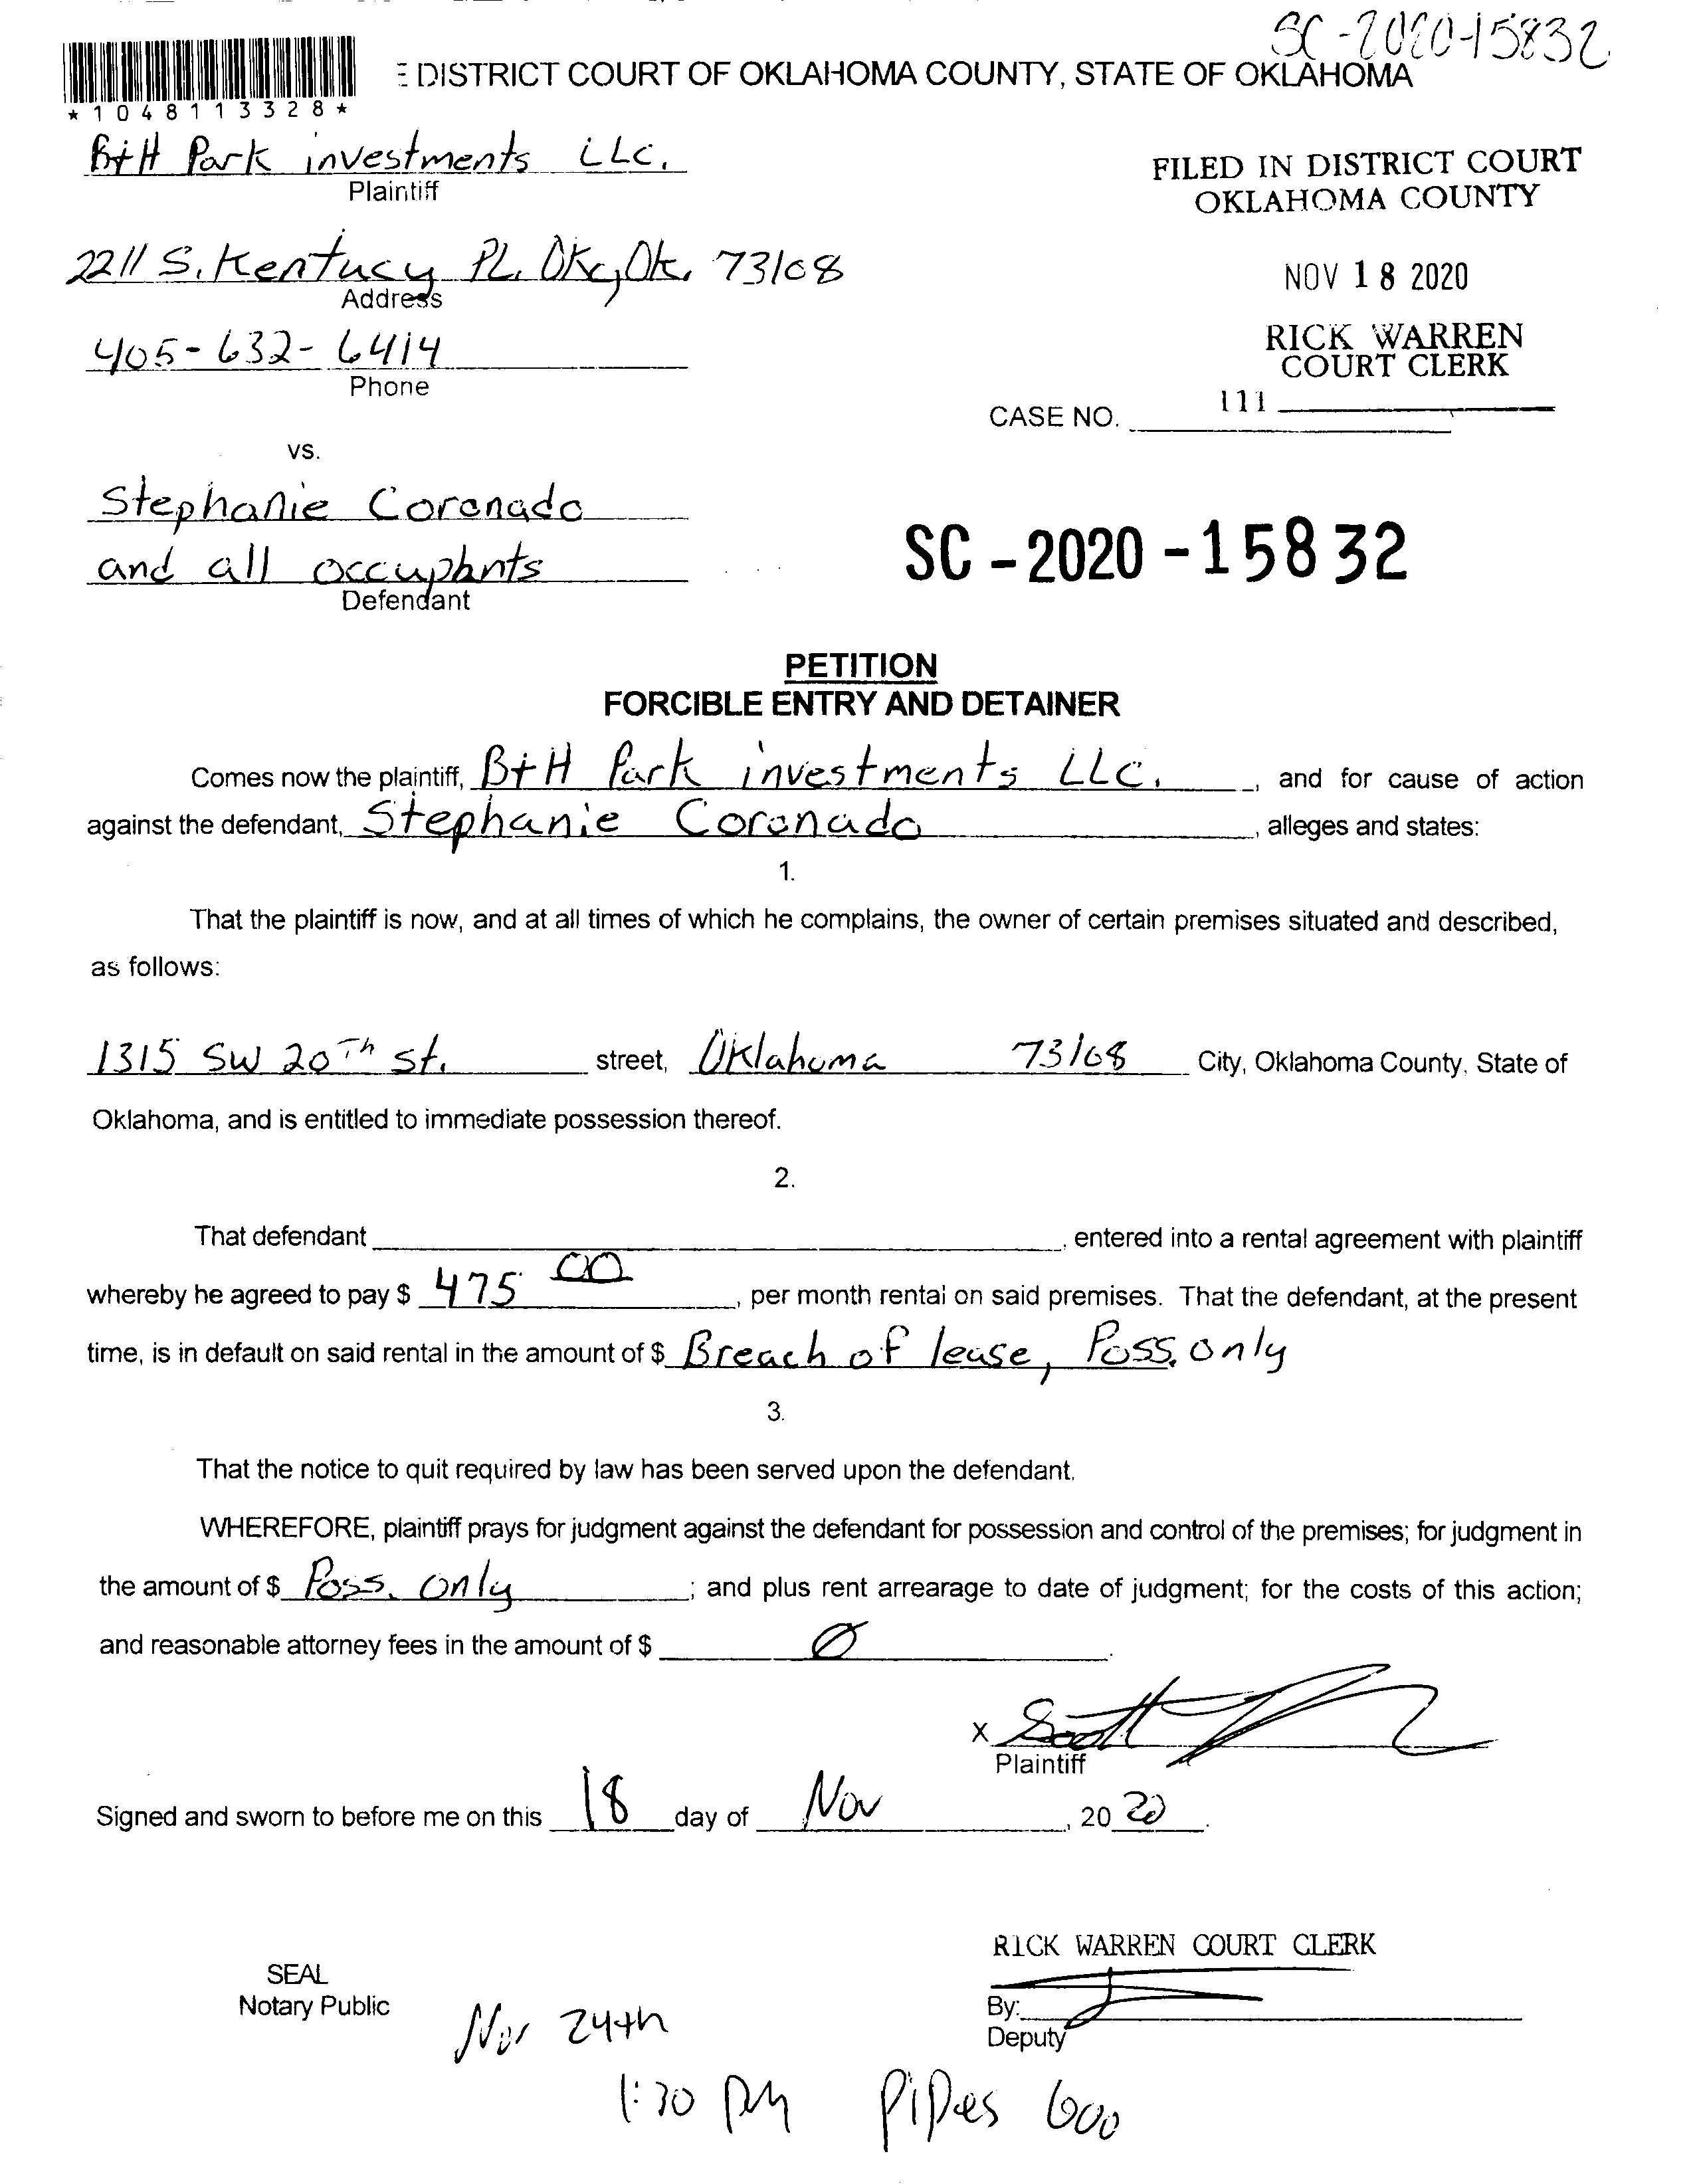 SC-2020-15832
E DISTRICT COURT OF OKLAHOMA COUNTY, STATE OF OKLAHOMA
*1048113328*
B+H Park investments LLC.
Plaintiff
FILED IN DISTRICT COURT
OKLAHOMA COUNTY
2211 S. Kentucy PL. OKc, Ok. 73108
Address
NOV 18 2020
405-632-6414
Phone
RICK WARREN
COURT CLERK
CASE NO. 111
vs.
Stephanie Coronado
and all occupants
Defendant
SC-2020-15832
PETITION
FORCIBLE ENTRY AND DETAINER
Comes now the plaintiff, B+H Park investments LLC. , and for cause of action
against the defendant, Stephanie Coronado , alleges and states:
1.
That the plaintiff is now, and at all times of which he complains, the owner of certain premises situated and described,
as follows:
1315 SW 20Th St. street, Oklahoma 73108 City, Oklahoma County, State of
Oklahoma, and is entitled to immediate possession thereof.
2.
That defendant , entered into a rental agreement with plaintiff
whereby he agreed to pay $ 475 00 , per month rental on said premises. That the defendant, at the present
time, is in default on said rental in the amount of $ Breach of lease, Poss. only
3.
That the notice to quit required by law has been served upon the defendant.
WHEREFORE, plaintiff prays for judgment against the defendant for possession and control of the premises; for judgment in
the amount of $ Poss. only ; and plus rent arrearage to date of judgment; for the costs of this action;
and reasonable attorney fees in the amount of $ 0 .
X Scott
Plaintiff
Signed and sworn to before me on this 18 day of Nov , 20 20 .
RICK WARREN COURT CLERK
SEAL
Notary Public
By:
Deputy
Nov 24th
1:30 PM Pipes 600